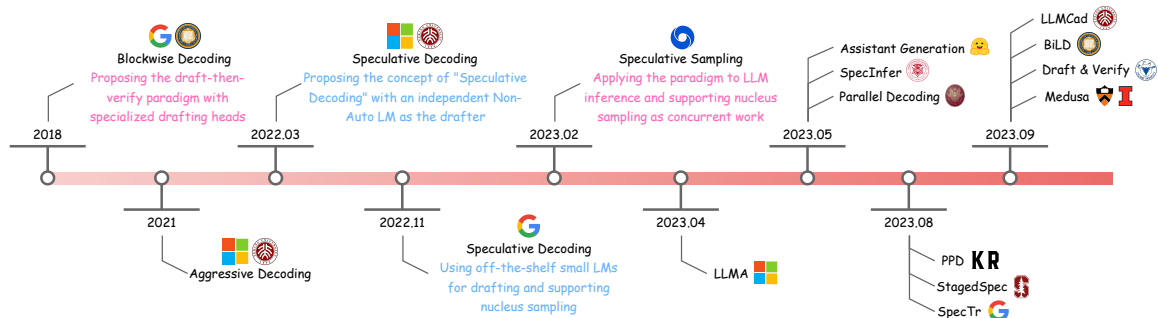 Blockwise Decoding
Proposing the draft-then-
verify paradigm with
specialized drafting heads
2018
Speculative Decoding
Proposing the concept of "Speculative
Decoding" with an independent Non-
Auto LM as the drafter
2022.03
Speculative Sampling
Applying the paradigm to LLM
inference and supporting nucleus
sampling as concurrent work
2023.02
Assistant Generation
SpecInfer
Parallel Decoding
2023.05
LLMCad
BiLD
Draft & Verify
Medusa
2023.09
2021
Aggressive Decoding
2022.11
Speculative Decoding
Using off-the-shelf small LMs
for drafting and supporting
nucleus sampling
2023.04
LLMA
2023.08
PPD KR
StagedSpec
SpecTr